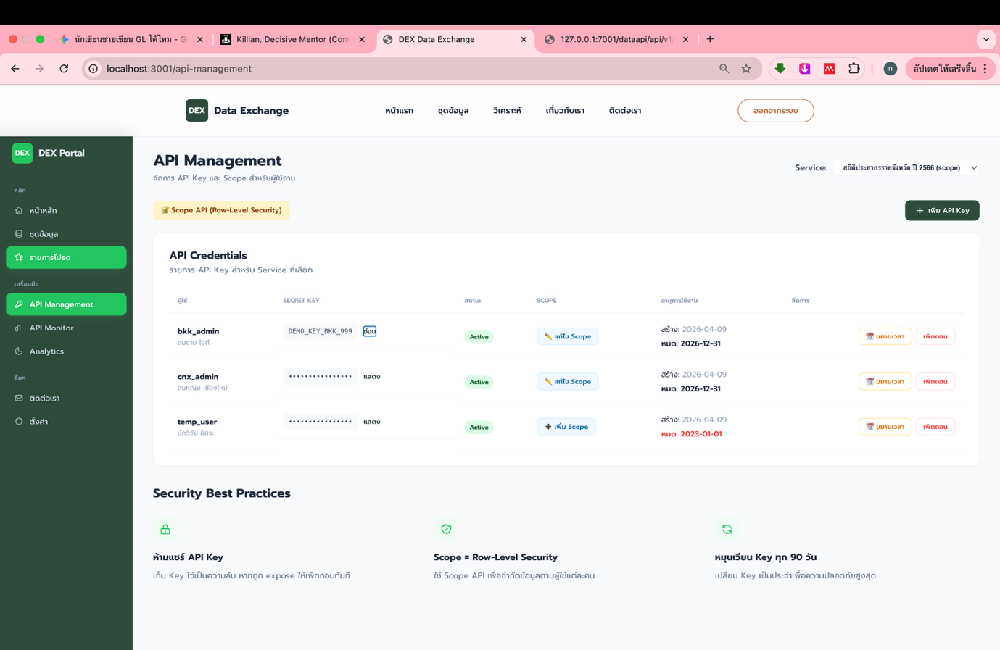 นักเขียนชายเขียน GL ได้ไหม - G
Killian, Decisive Mentor (Com
DEX Data Exchange
127.0.0.1:7001/dataapi/api/v1/
localhost:3001/api-management
n
อัปเดตให้เสร็จสิ้น
DEX Data Exchange
หน้าแรก
ชุดข้อมูล
วิเคราะห์
เกี่ยวกับเรา
ติดต่อเรา
ออกจากระบบ
DEX DEX Portal
หลัก
หน้าหลัก
ชุดข้อมูล
รายการโปรด
เครื่องมือ
API Management
API Monitor
Analytics
อื่นๆ
ติดต่อเรา
ตั้งค่า
API Management
จัดการ API Key และ Scope สำหรับผู้ใช้งาน
Service: สถิติประชากรรายจังหวัด ปี 2566 (scope)
Scope API (Row-Level Security)
+ เพิ่ม API Key
API Credentials
รายการ API Key สำหรับ Service ที่เลือก
ผู้ใช้ SECRET KEY สถานะ SCOPE อายุการใช้งาน จัดการ
bkk_admin
สมชาย ใจดี
DEMO_KEY_BKK_999 ซ่อน
Active
แก้ไข Scope
สร้าง: 2026-04-09
หมด: 2026-12-31
ขยายเวลา
เพิกถอน
cnx_admin
สมหญิง เชียงใหม่
•••••••••••••••• แสดง
Active
แก้ไข Scope
สร้าง: 2026-04-09
หมด: 2026-12-31
ขยายเวลา
เพิกถอน
temp_user
นักวิจัย อิสระ
•••••••••••••••• แสดง
Active
+ เพิ่ม Scope
สร้าง: 2026-04-09
หมด: 2023-01-01
ขยายเวลา
เพิกถอน
Security Best Practices
ห้ามแชร์ API Key
เก็บ Key ไว้เป็นความลับ หากถูก expose ให้เพิกถอนทันที
Scope = Row-Level Security
ใช้ Scope API เพื่อจำกัดข้อมูลตามผู้ใช้แต่ละคน
หมุนเวียน Key ทุก 90 วัน
เปลี่ยน Key เป็นประจำเพื่อความปลอดภัยสูงสุด